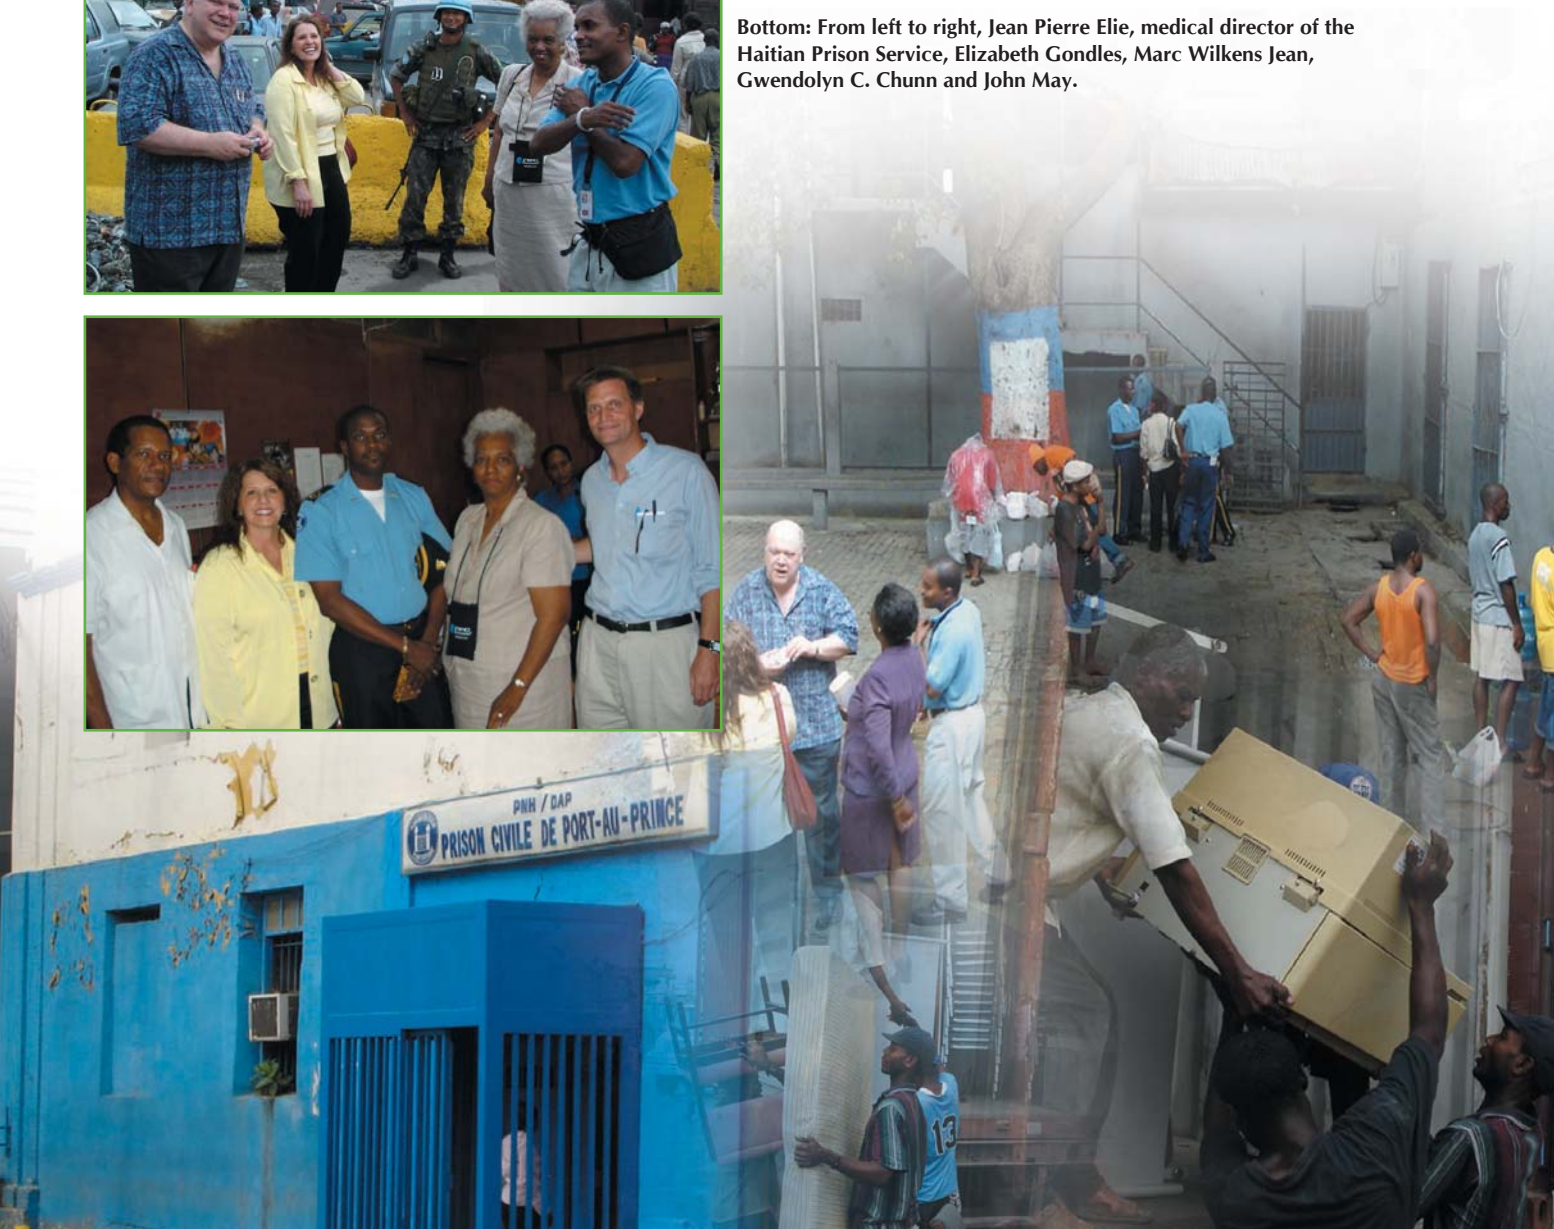 Bottom: From left to right, Jean Pierre Elie, medical director of the
Haitian Prison Service, Elizabeth Gondles, Marc Wilkens Jean,
Gwendolyn C. Chunn and John May.
PNH / DAP
PRISON CIVILE DE PORT-AU-PRINCE
13